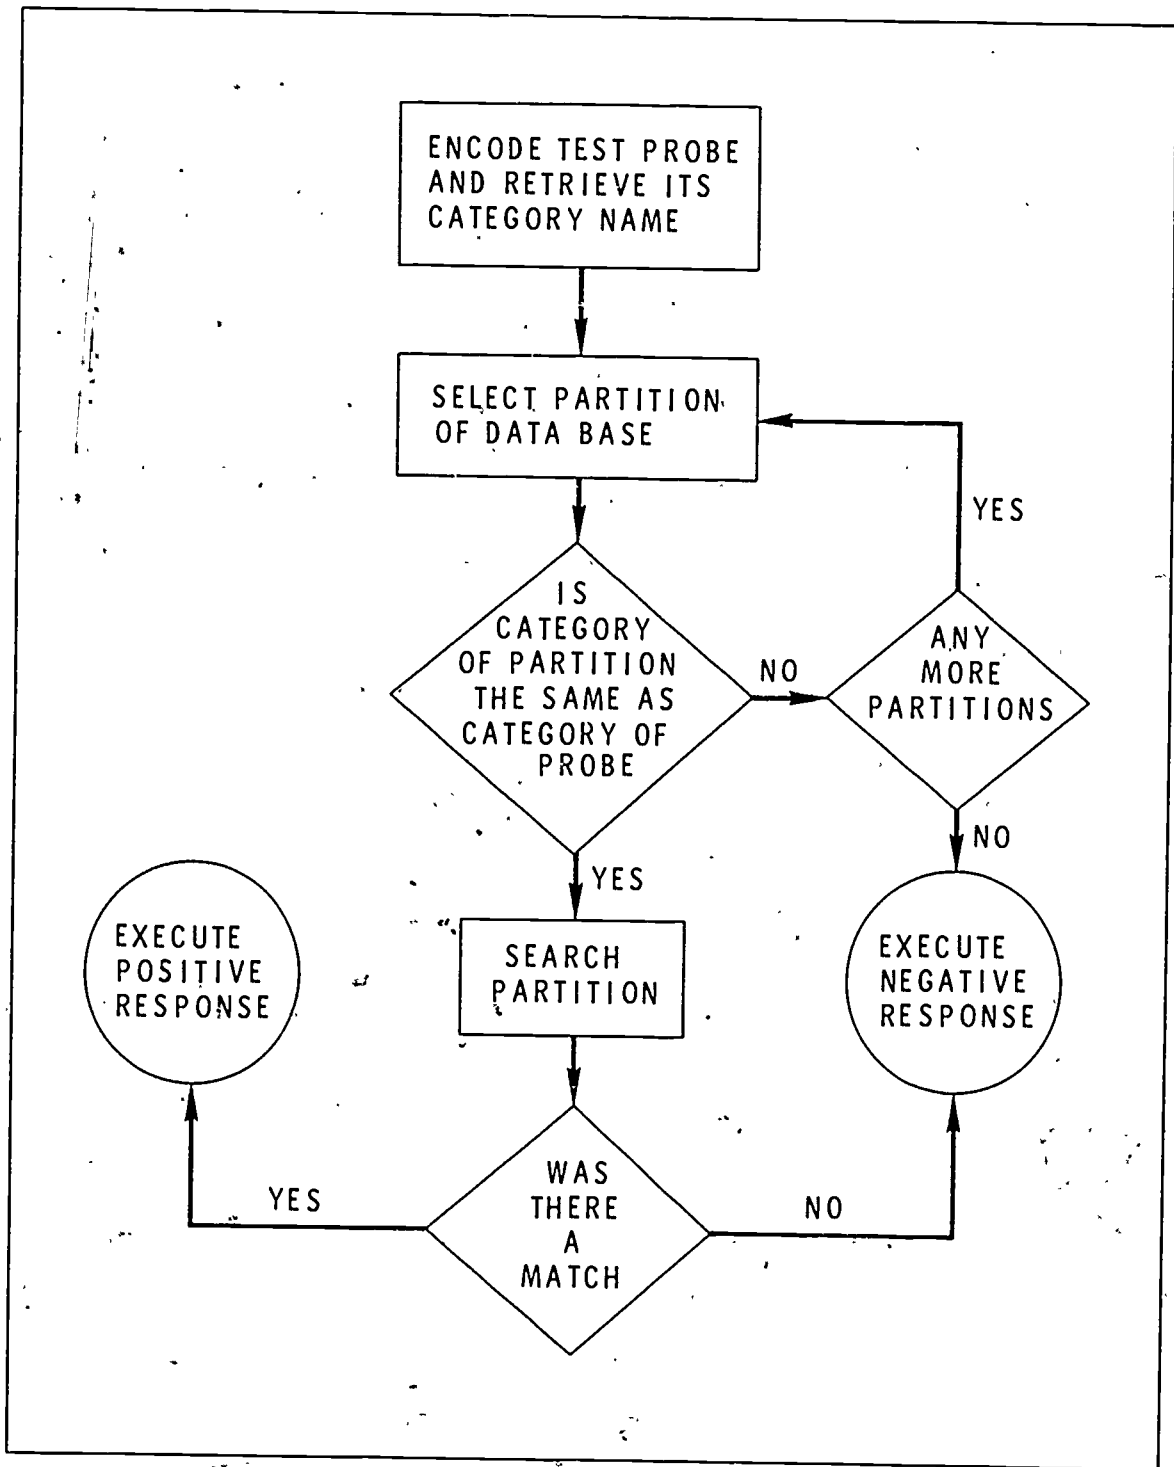 ENCODE TEST PROBE
AND RETRIEVE ITS
CATEGORY NAME
SELECT PARTITION
OF DATA BASE
YES
IS
CATEGORY
OF PARTITION
THE SAME AS
CATEGORY OF
PROBE
NO
ANY
MORE
PARTITIONS
NO
YES
EXECUTE
POSITIVE
RESPONSE
SEARCH
PARTITION
EXECUTE
NEGATIVE
RESPONSE
YES
WAS
THERE
A
MATCH
NO